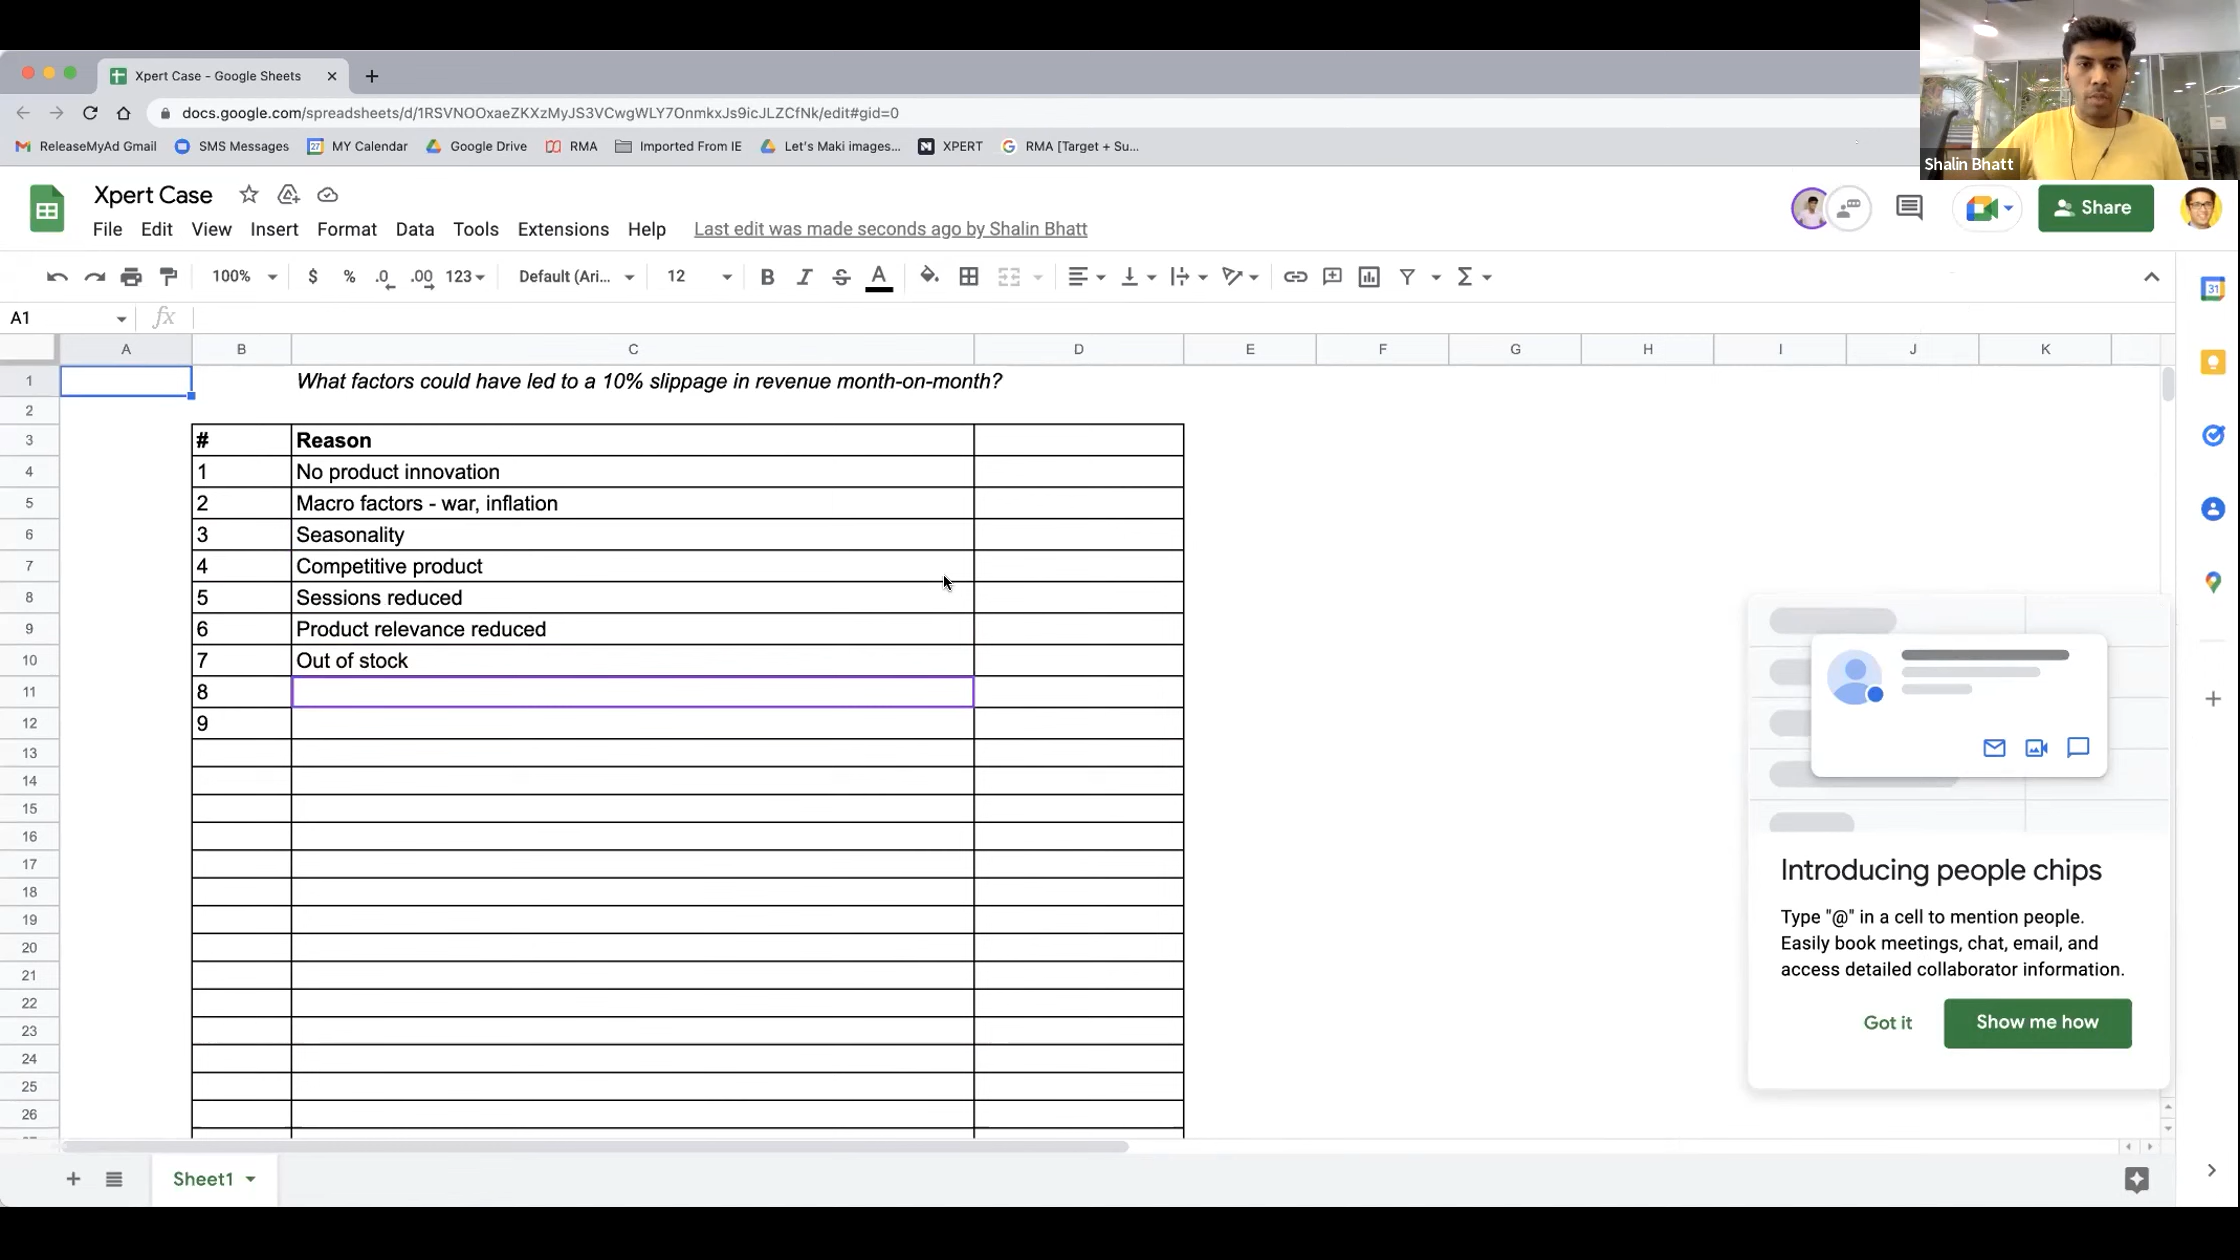 Shalin Bhatt
Xpert Case - Google Sheets
docs.google.com/spreadsheets/d/1RSVNOOxaeZKXzMyJS3VCwgWLY7OnmkxJs9icJLZCfNk/edit#gid=0
ReleaseMyAd Gmail SMS Messages MY Calendar Google Drive RMA Imported From IE Let's Maki images... XPERT RMA [Target + Su...
Xpert Case
Share
File Edit View Insert Format Data Tools Extensions Help Last edit was made seconds ago by Shalin Bhatt
100% $ % .0 .00 123 Default (Ari... 12 B I S A
A1 fx
A B C D E F G H I J K
1 What factors could have led to a 10% slippage in revenue month-on-month?
2
3 # Reason
4 1 No product innovation
5 2 Macro factors - war, inflation
6 3 Seasonality
7 4 Competitive product
8 5 Sessions reduced
9 6 Product relevance reduced
10 7 Out of stock
11 8
12 9
13
14
15
16
17
18
19
20
21
22
23
24
25
26
Introducing people chips
Type "@" in a cell to mention people.
Easily book meetings, chat, email, and
access detailed collaborator information.
Got it Show me how
Sheet1